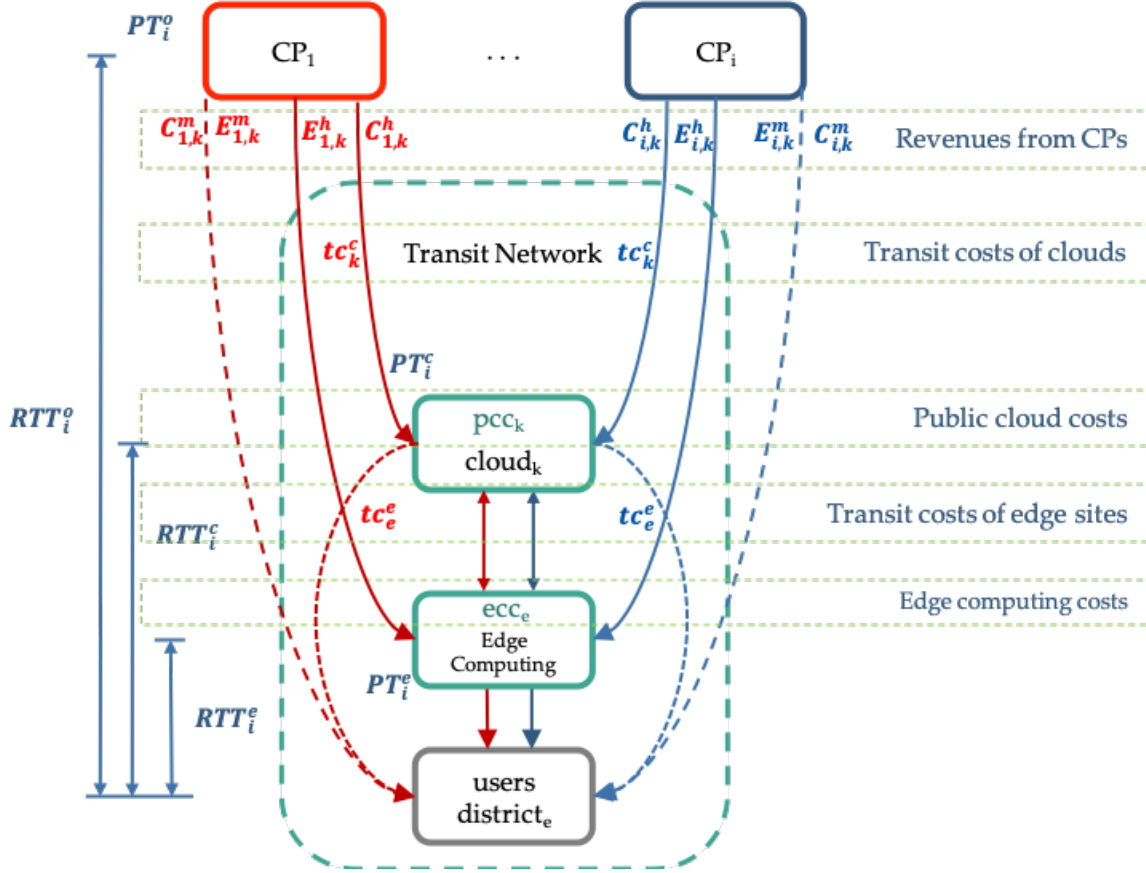 PT_i^o
CP_1
. . .
CP_i
C_{1,k}^m E_{1,k}^m E_{1,k}^h C_{1,k}^h C_{i,k}^h E_{i,k}^h E_{i,k}^m C_{i,k}^m
Revenues from CPs
tc_k^c Transit Network tc_k^c
Transit costs of clouds
PT_i^c
RTT_i^o
pcc_k
Public cloud costs
cloud_k
tc_e^e tc_e^e
Transit costs of edge sites
RTT_i^c
ecc_e
Edge computing costs
Edge
Computing
PT_i^e
RTT_i^e
users
district_e